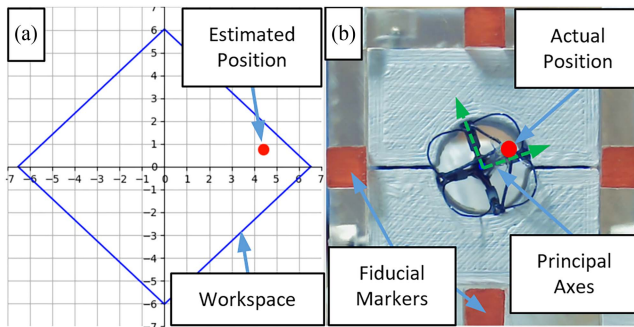 (a)
Estimated
Position
7
6
5
4
3
2
1
-7 -6 -5 -4 -3 -2 -1 0 1 2 3 4 5 6 7
-1
-2
-3
-4
-5
-6
-7
Workspace
(b)
Actual
Position
Fiducial
Markers
Principal
Axes